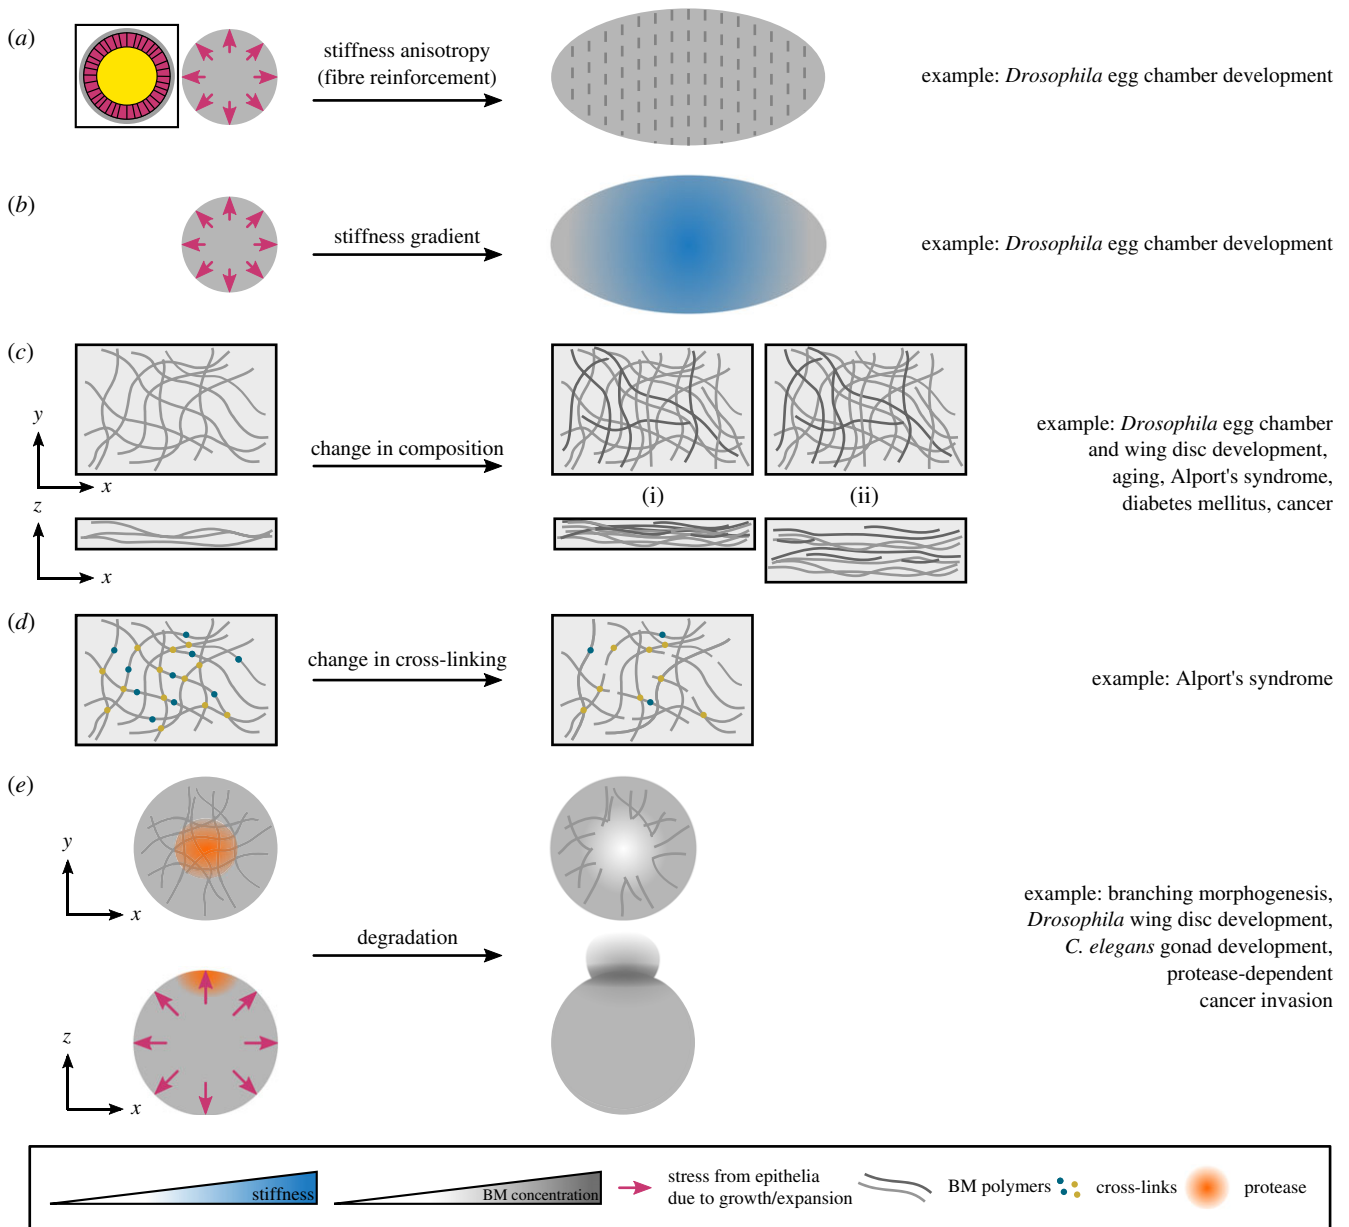 (a)
stiffness anisotropy
(fibre reinforcement)
example: Drosophila egg chamber development
(b)
stiffness gradient
example: Drosophila egg chamber development
(c)
y
x
z
x
change in composition
(i)
(ii)
example: Drosophila egg chamber
and wing disc development,
aging, Alport's syndrome,
diabetes mellitus, cancer
(d)
change in cross-linking
example: Alport's syndrome
(e)
y
x
z
x
degradation
example: branching morphogenesis,
Drosophila wing disc development,
C. elegans gonad development,
protease-dependent
cancer invasion
stiffness
BM concentration
stress from epithelia
due to growth/expansion
BM polymers
cross-links
protease